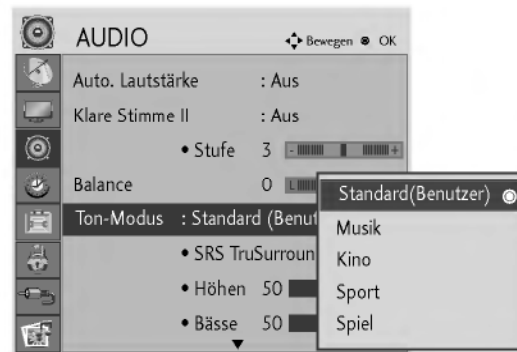 AUDIO
Bewegen OK
Auto. Lautstärke : Aus
Klare Stimme II : Aus
• Stufe 3 - +
Balance 0 L
Ton-Modus : Standard (Benut
• SRS TruSurroun
• Höhen 50
• Bässe 50
Standard(Benutzer)
Musik
Kino
Sport
Spiel